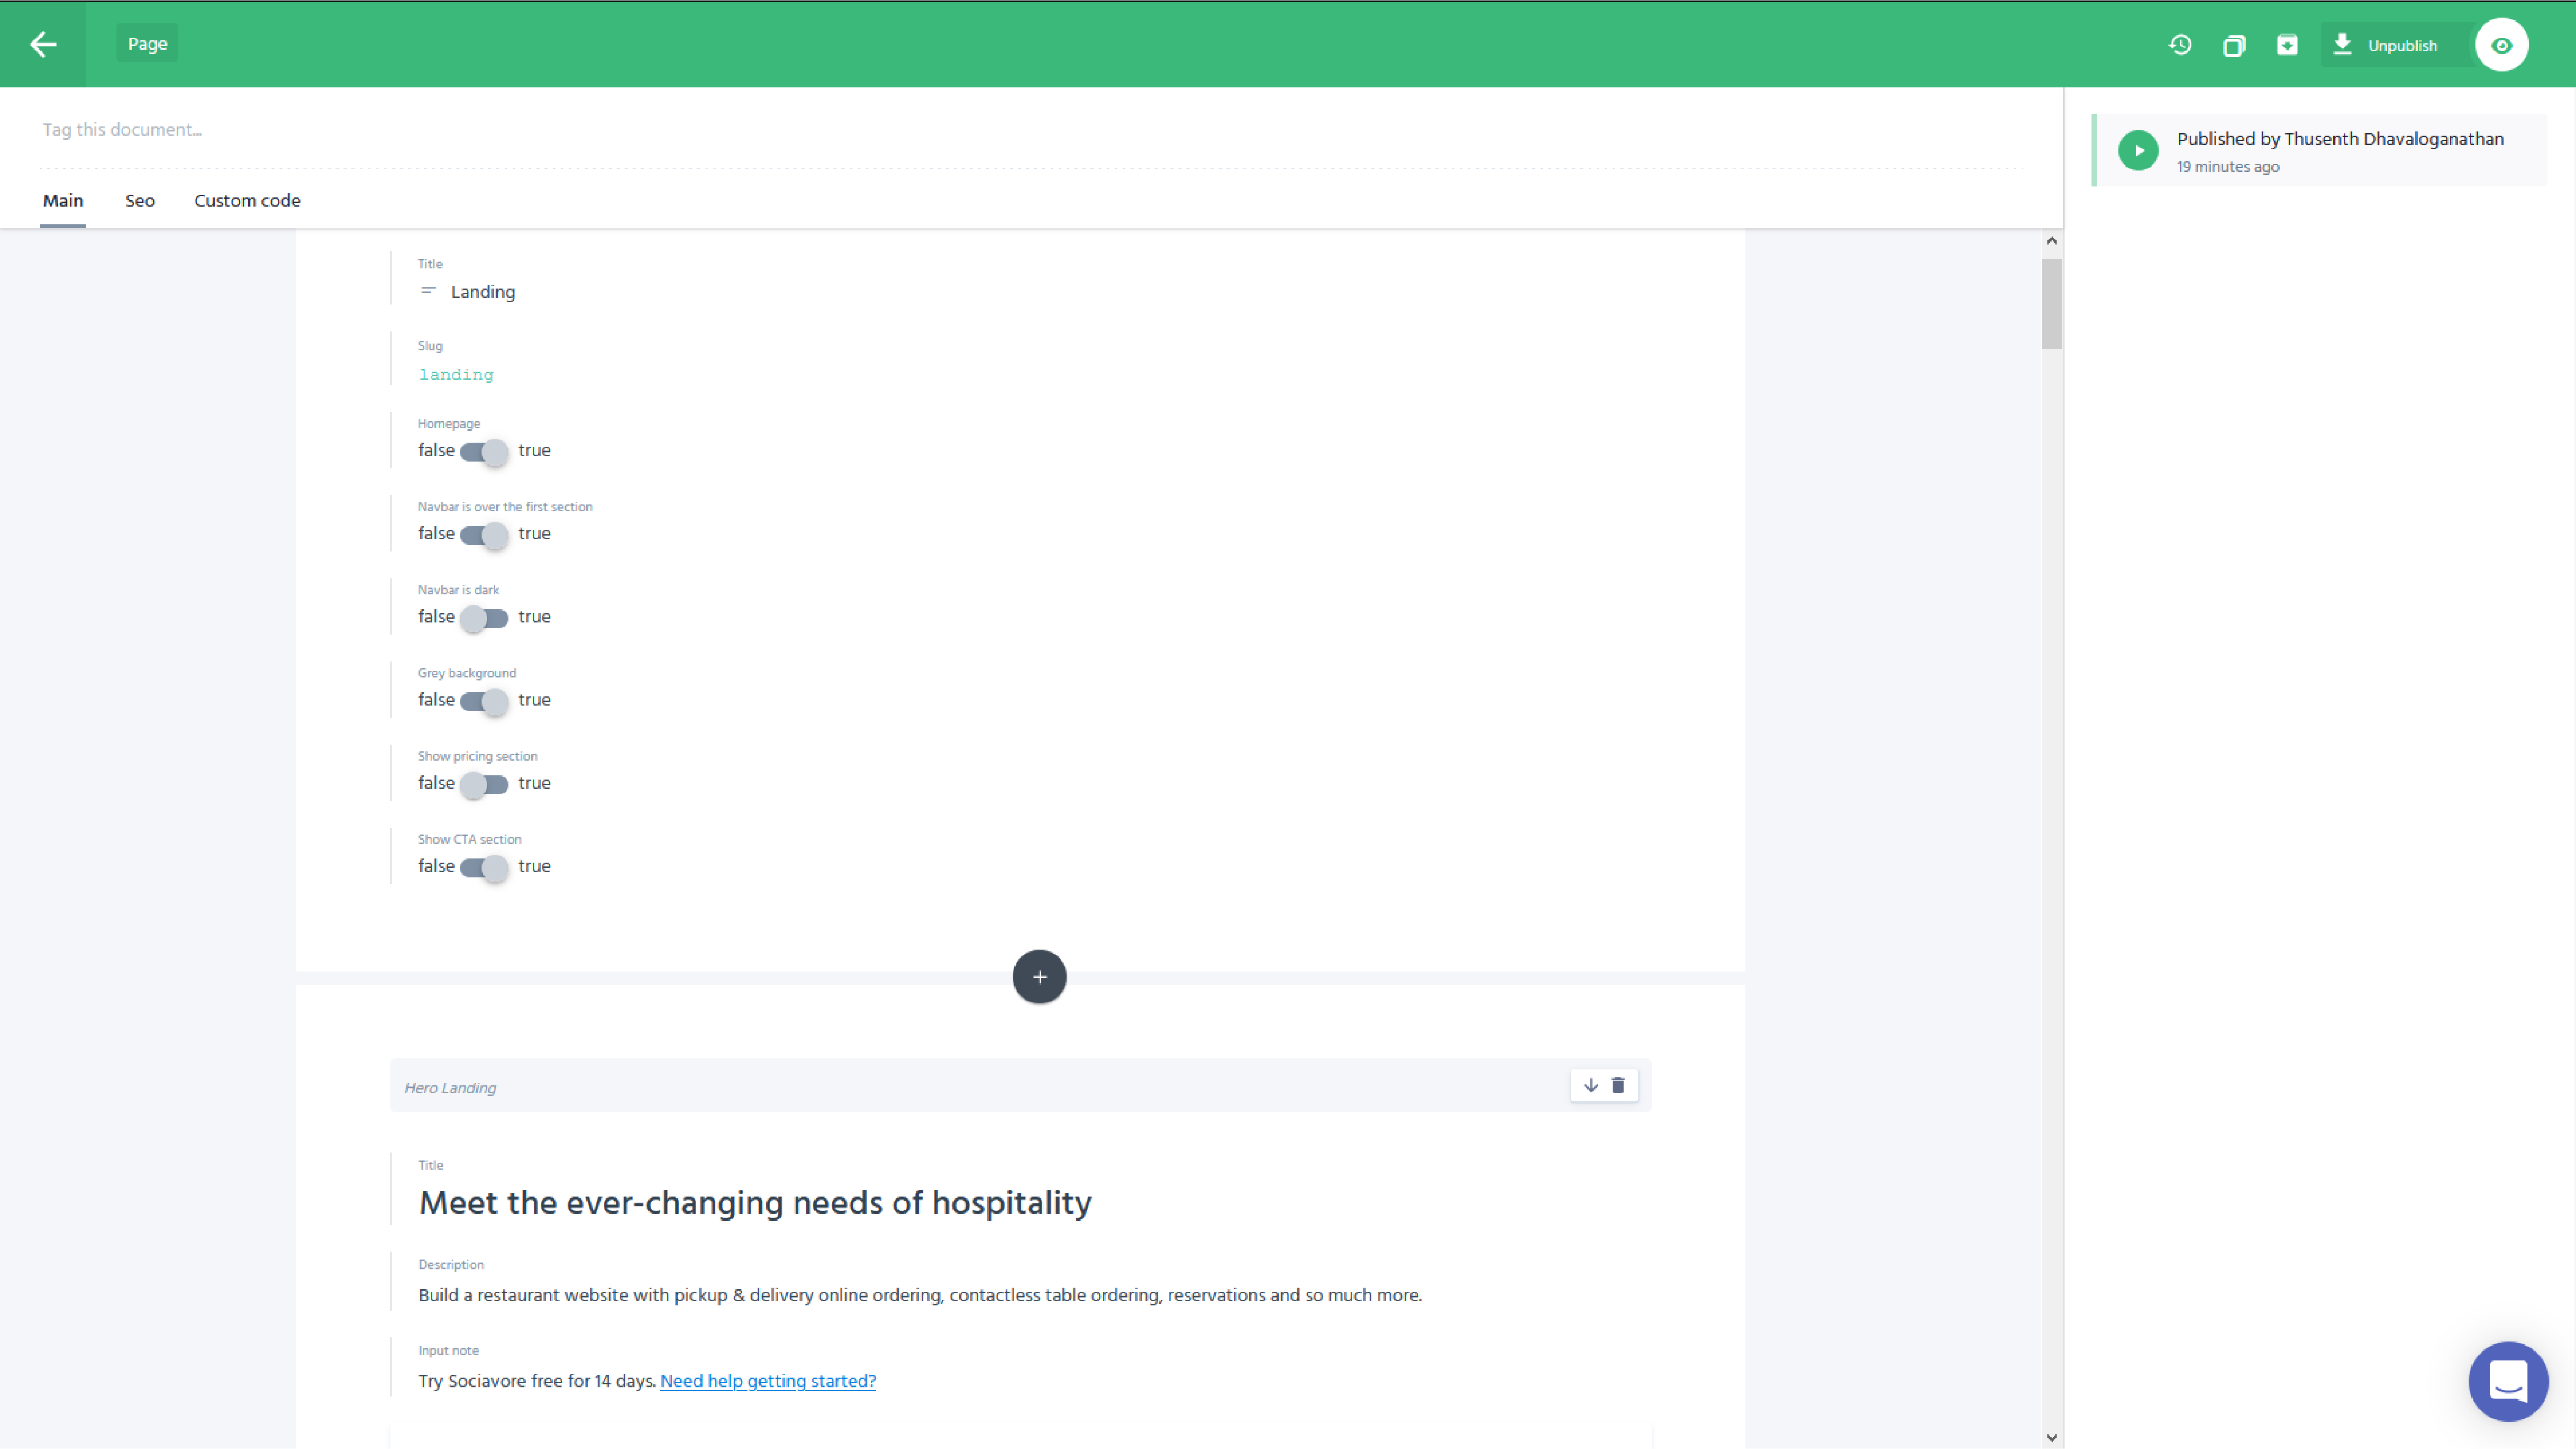 Page
Unpublish
Tag this document...
Published by Thusenth Dhavaloganathan
19 minutes ago
Main Seo Custom code
Title
Landing
Slug
landing
Homepage
false true
Navbar is over the first section
false true
Navbar is dark
false true
Grey background
false true
Show pricing section
false true
Show CTA section
false true
+
Hero Landing
Title
Meet the ever-changing needs of hospitality
Description
Build a restaurant website with pickup & delivery online ordering, contactless table ordering, reservations and so much more.
Input note
Try Sociavore free for 14 days. Need help getting started?